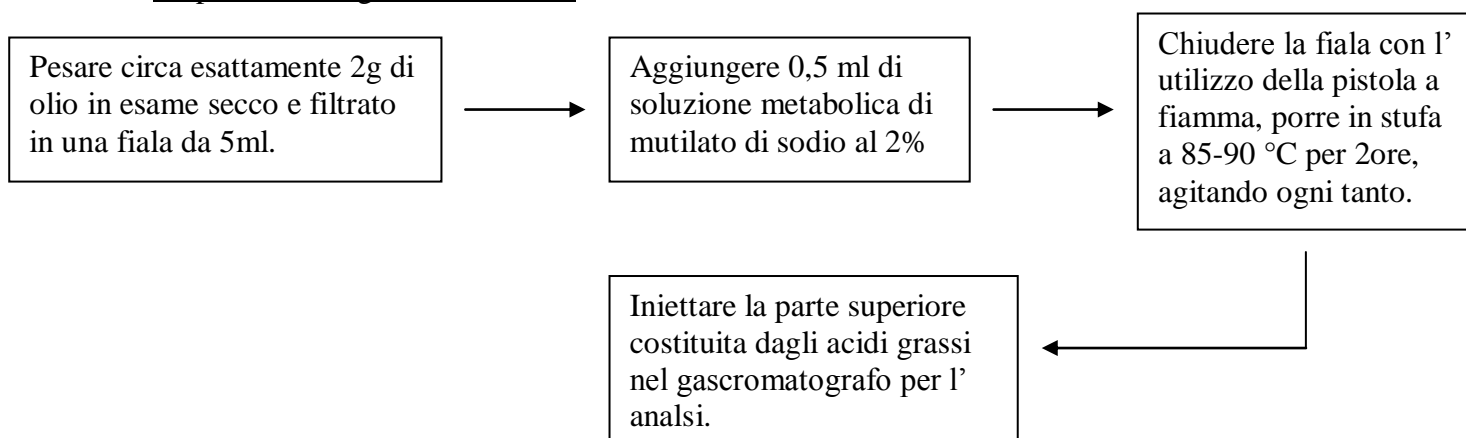 Pesare circa esattamente 2g di
olio in esame secco e filtrato
in una fiala da 5ml.
Aggiungere 0,5 ml di
soluzione metabolica di
mutilato di sodio al 2%
Chiudere la fiala con l’
utilizzo della pistola a
fiamma, porre in stufa
a 85-90 °C per 2ore,
agitando ogni tanto.
Iniettare la parte superiore
costituita dagli acidi grassi
nel gascromatografo per l’
analsi.